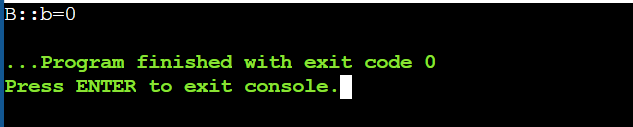 B::b=0
...Program finished with exit code 0
Press ENTER to exit console.